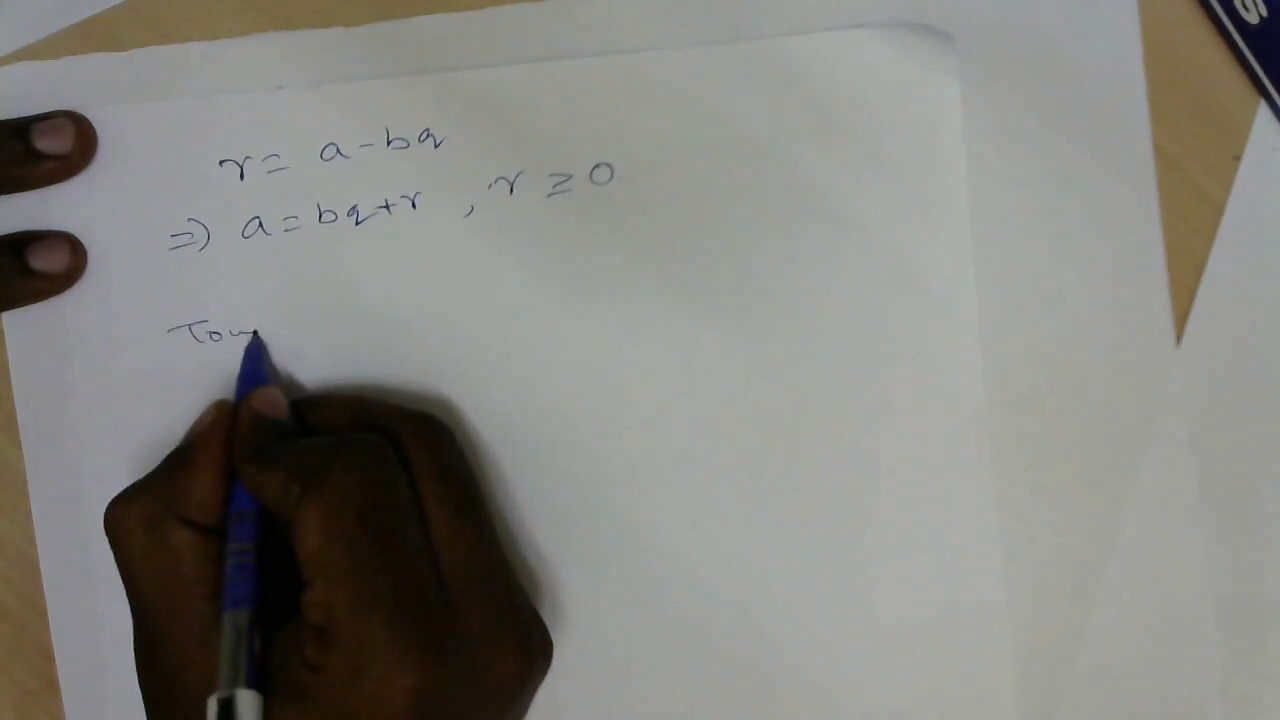 r = a - bq
⇒ a = bq + r , r ≥ 0